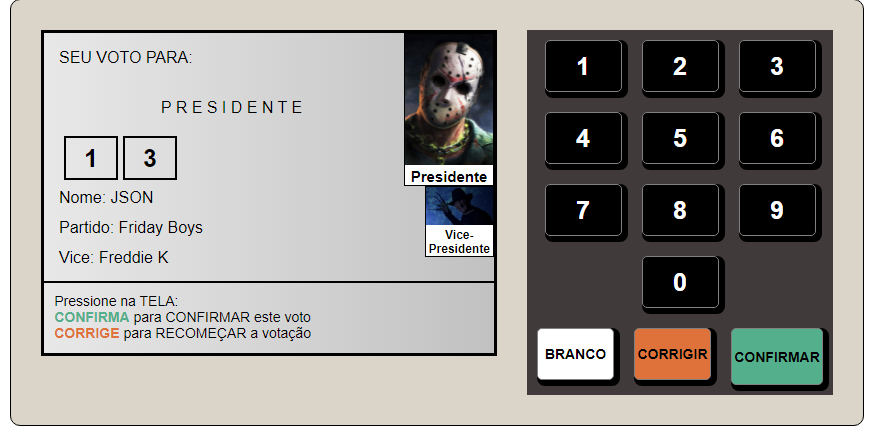 SEU VOTO PARA:
PRESIDENTE
1 3
Nome: JSON
Partido: Friday Boys
Vice: Freddie K
Presidente
Vice-
Presidente
Pressione na TELA:
CONFIRMA para CONFIRMAR este voto
CORRIGE para RECOMEÇAR a votação
1 2 3
4 5 6
7 8 9
0
BRANCO CORRIGIR CONFIRMAR